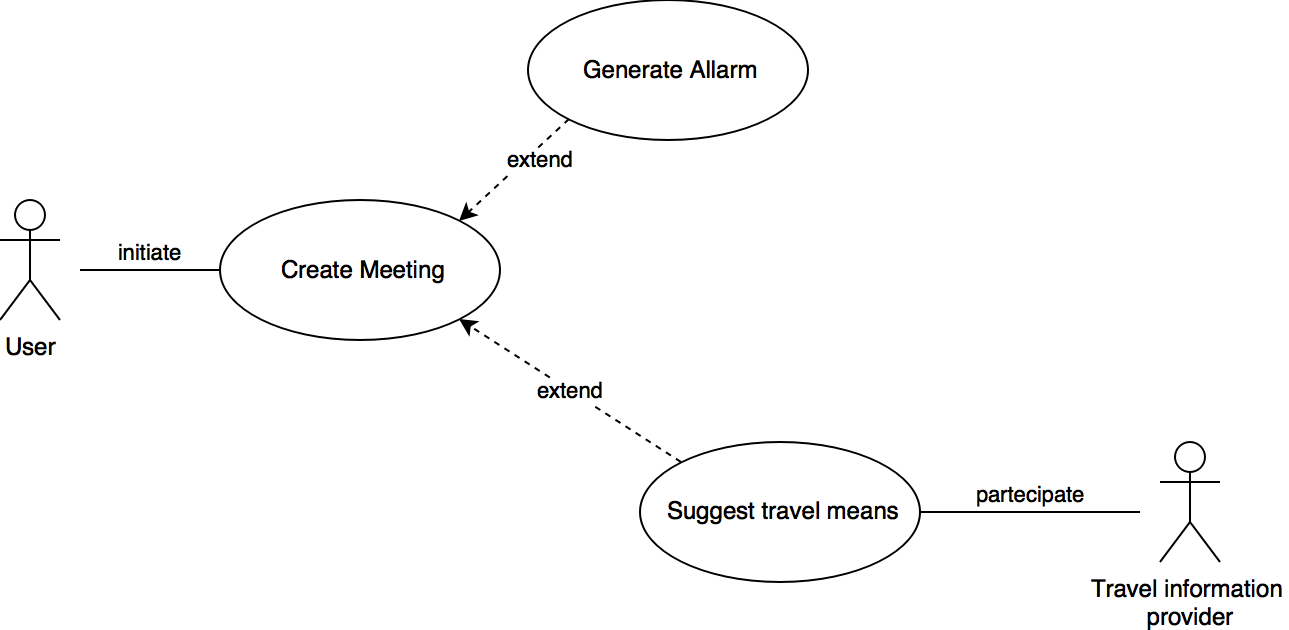 Generate Allarm
extend
initiate
Create Meeting
User
extend
Suggest travel means
partecipate
Travel information
provider